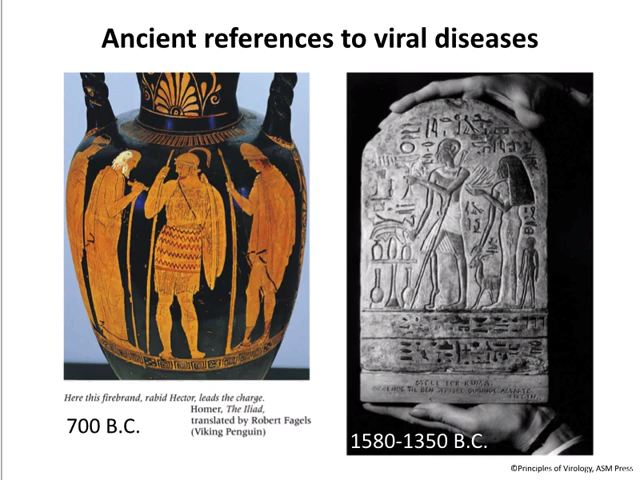 Ancient references to viral diseases
Here this firebrand, rabid Hector, leads the charge.
Homer, The Iliad,
translated by Robert Fagels
(Viking Penguin)
700 B.C.
1580-1350 B.C.
©Principles of Virology, ASM Press